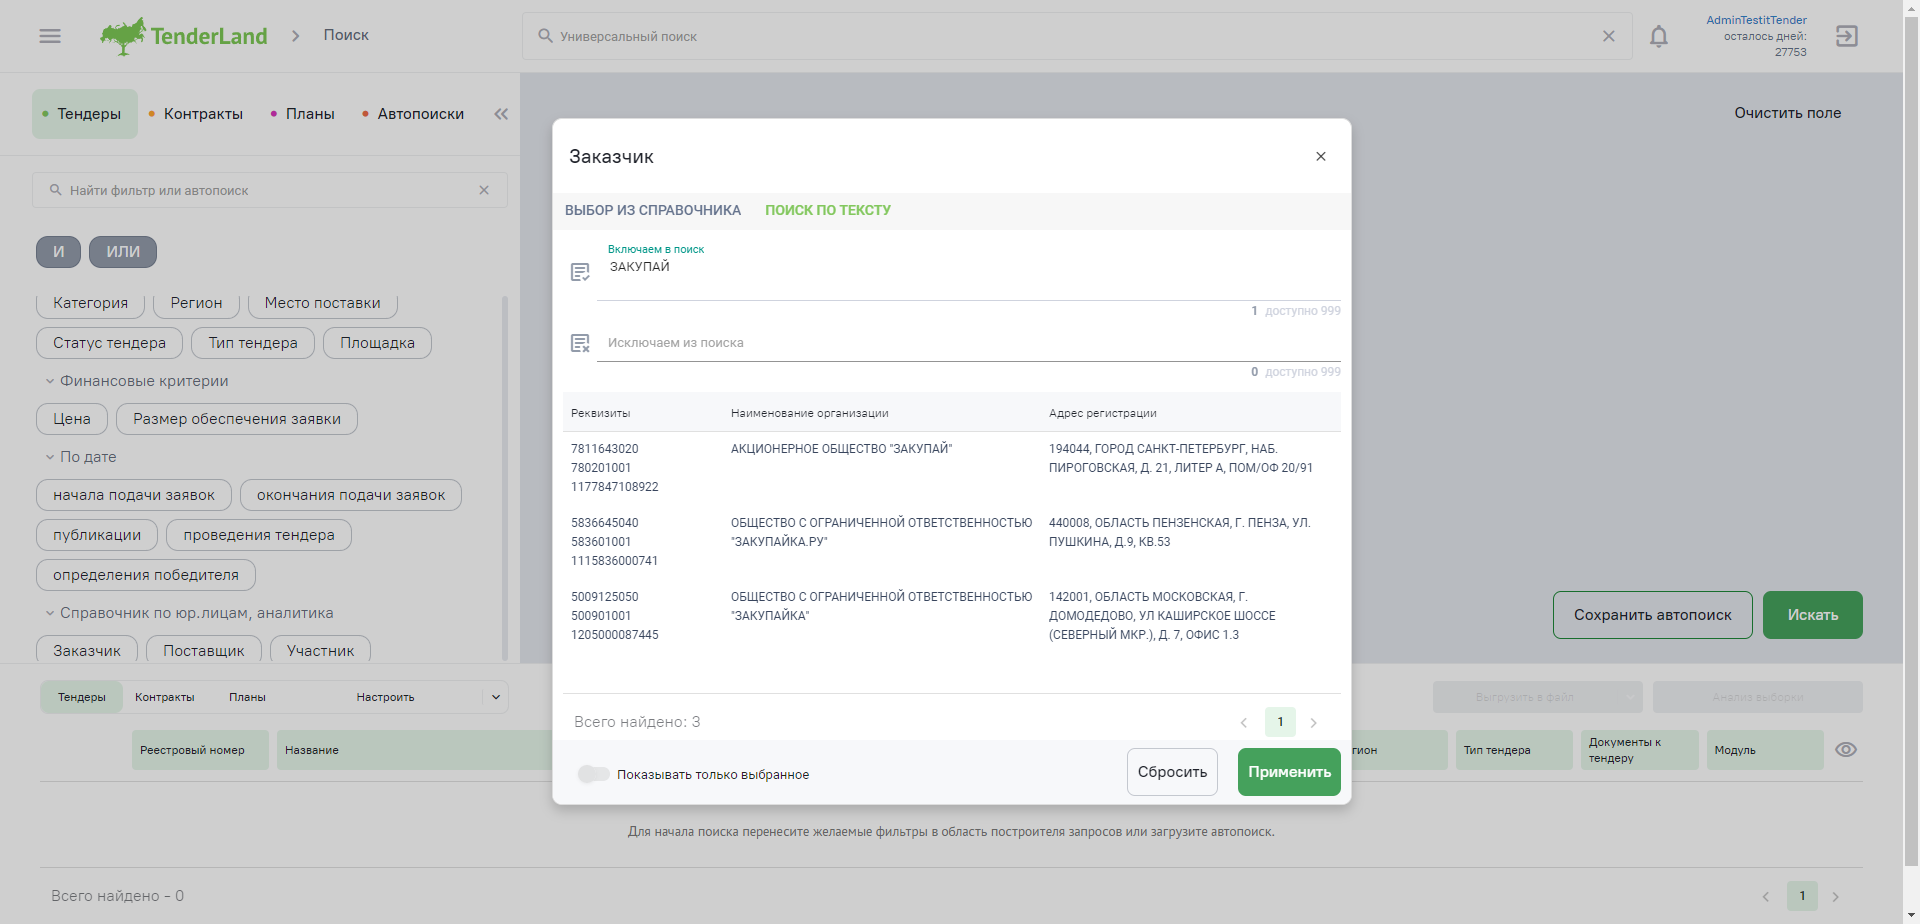 TenderLand
Поиск
Универсальный поиск
AdminTestitTender
осталось дней:
27753
Тендеры
Контракты
Планы
Автопоиски
Очистить поле
Найти фильтр или автопоиск
И
ИЛИ
Категория
Регион
Место поставки
Статус тендера
Тип тендера
Площадка
Финансовые критерии
Цена
Размер обеспечения заявки
По дате
начала подачи заявок
окончания подачи заявок
публикации
проведения тендера
определения победителя
Справочник по юр.лицам, аналитика
Заказчик
Поставщик
Участник
Заказчик
ВЫБОР ИЗ СПРАВОЧНИКА
ПОИСК ПО ТЕКСТУ
Включаем в поиск
ЗАКУПАЙ
1 доступно 999
Исключаем из поиска
0 доступно 999
Реквизиты
Наименование организации
Адрес регистрации
7811643020
780201001
1177847108922
АКЦИОНЕРНОЕ ОБЩЕСТВО "ЗАКУПАЙ"
194044, ГОРОД САНКТ-ПЕТЕРБУРГ, НАБ.
ПИРОГОВСКАЯ, Д. 21, ЛИТЕР А, ПОМ/ОФ 20/91
5836645040
583601001
1115836000741
ОБЩЕСТВО С ОГРАНИЧЕННОЙ ОТВЕТСТВЕННОСТЬЮ
"ЗАКУПАЙКА.РУ"
440008, ОБЛАСТЬ ПЕНЗЕНСКАЯ, Г. ПЕНЗА, УЛ.
ПУШКИНА, Д.9, КВ.53
5009125050
500901001
1205000087445
ОБЩЕСТВО С ОГРАНИЧЕННОЙ ОТВЕТСТВЕННОСТЬЮ
"ЗАКУПАЙКА"
142001, ОБЛАСТЬ МОСКОВСКАЯ, Г.
ДОМОДЕДОВО, УЛ КАШИРСКОЕ ШОССЕ
(СЕВЕРНЫЙ МКР.), Д. 7, ОФИС 1.3
Всего найдено: 3
1
Показывать только выбранное
Сбросить
Применить
Сохранить автопоиск
Искать
Тендеры
Контракты
Планы
Настроить
Выгрузить в файл
Анализ выборки
Реестровый номер
Название
гион
Тип тендера
Документы к
тендеру
Модуль
Для начала поиска перенесите желаемые фильтры в область построителя запросов или загрузите автопоиск.
Всего найдено - 0
1